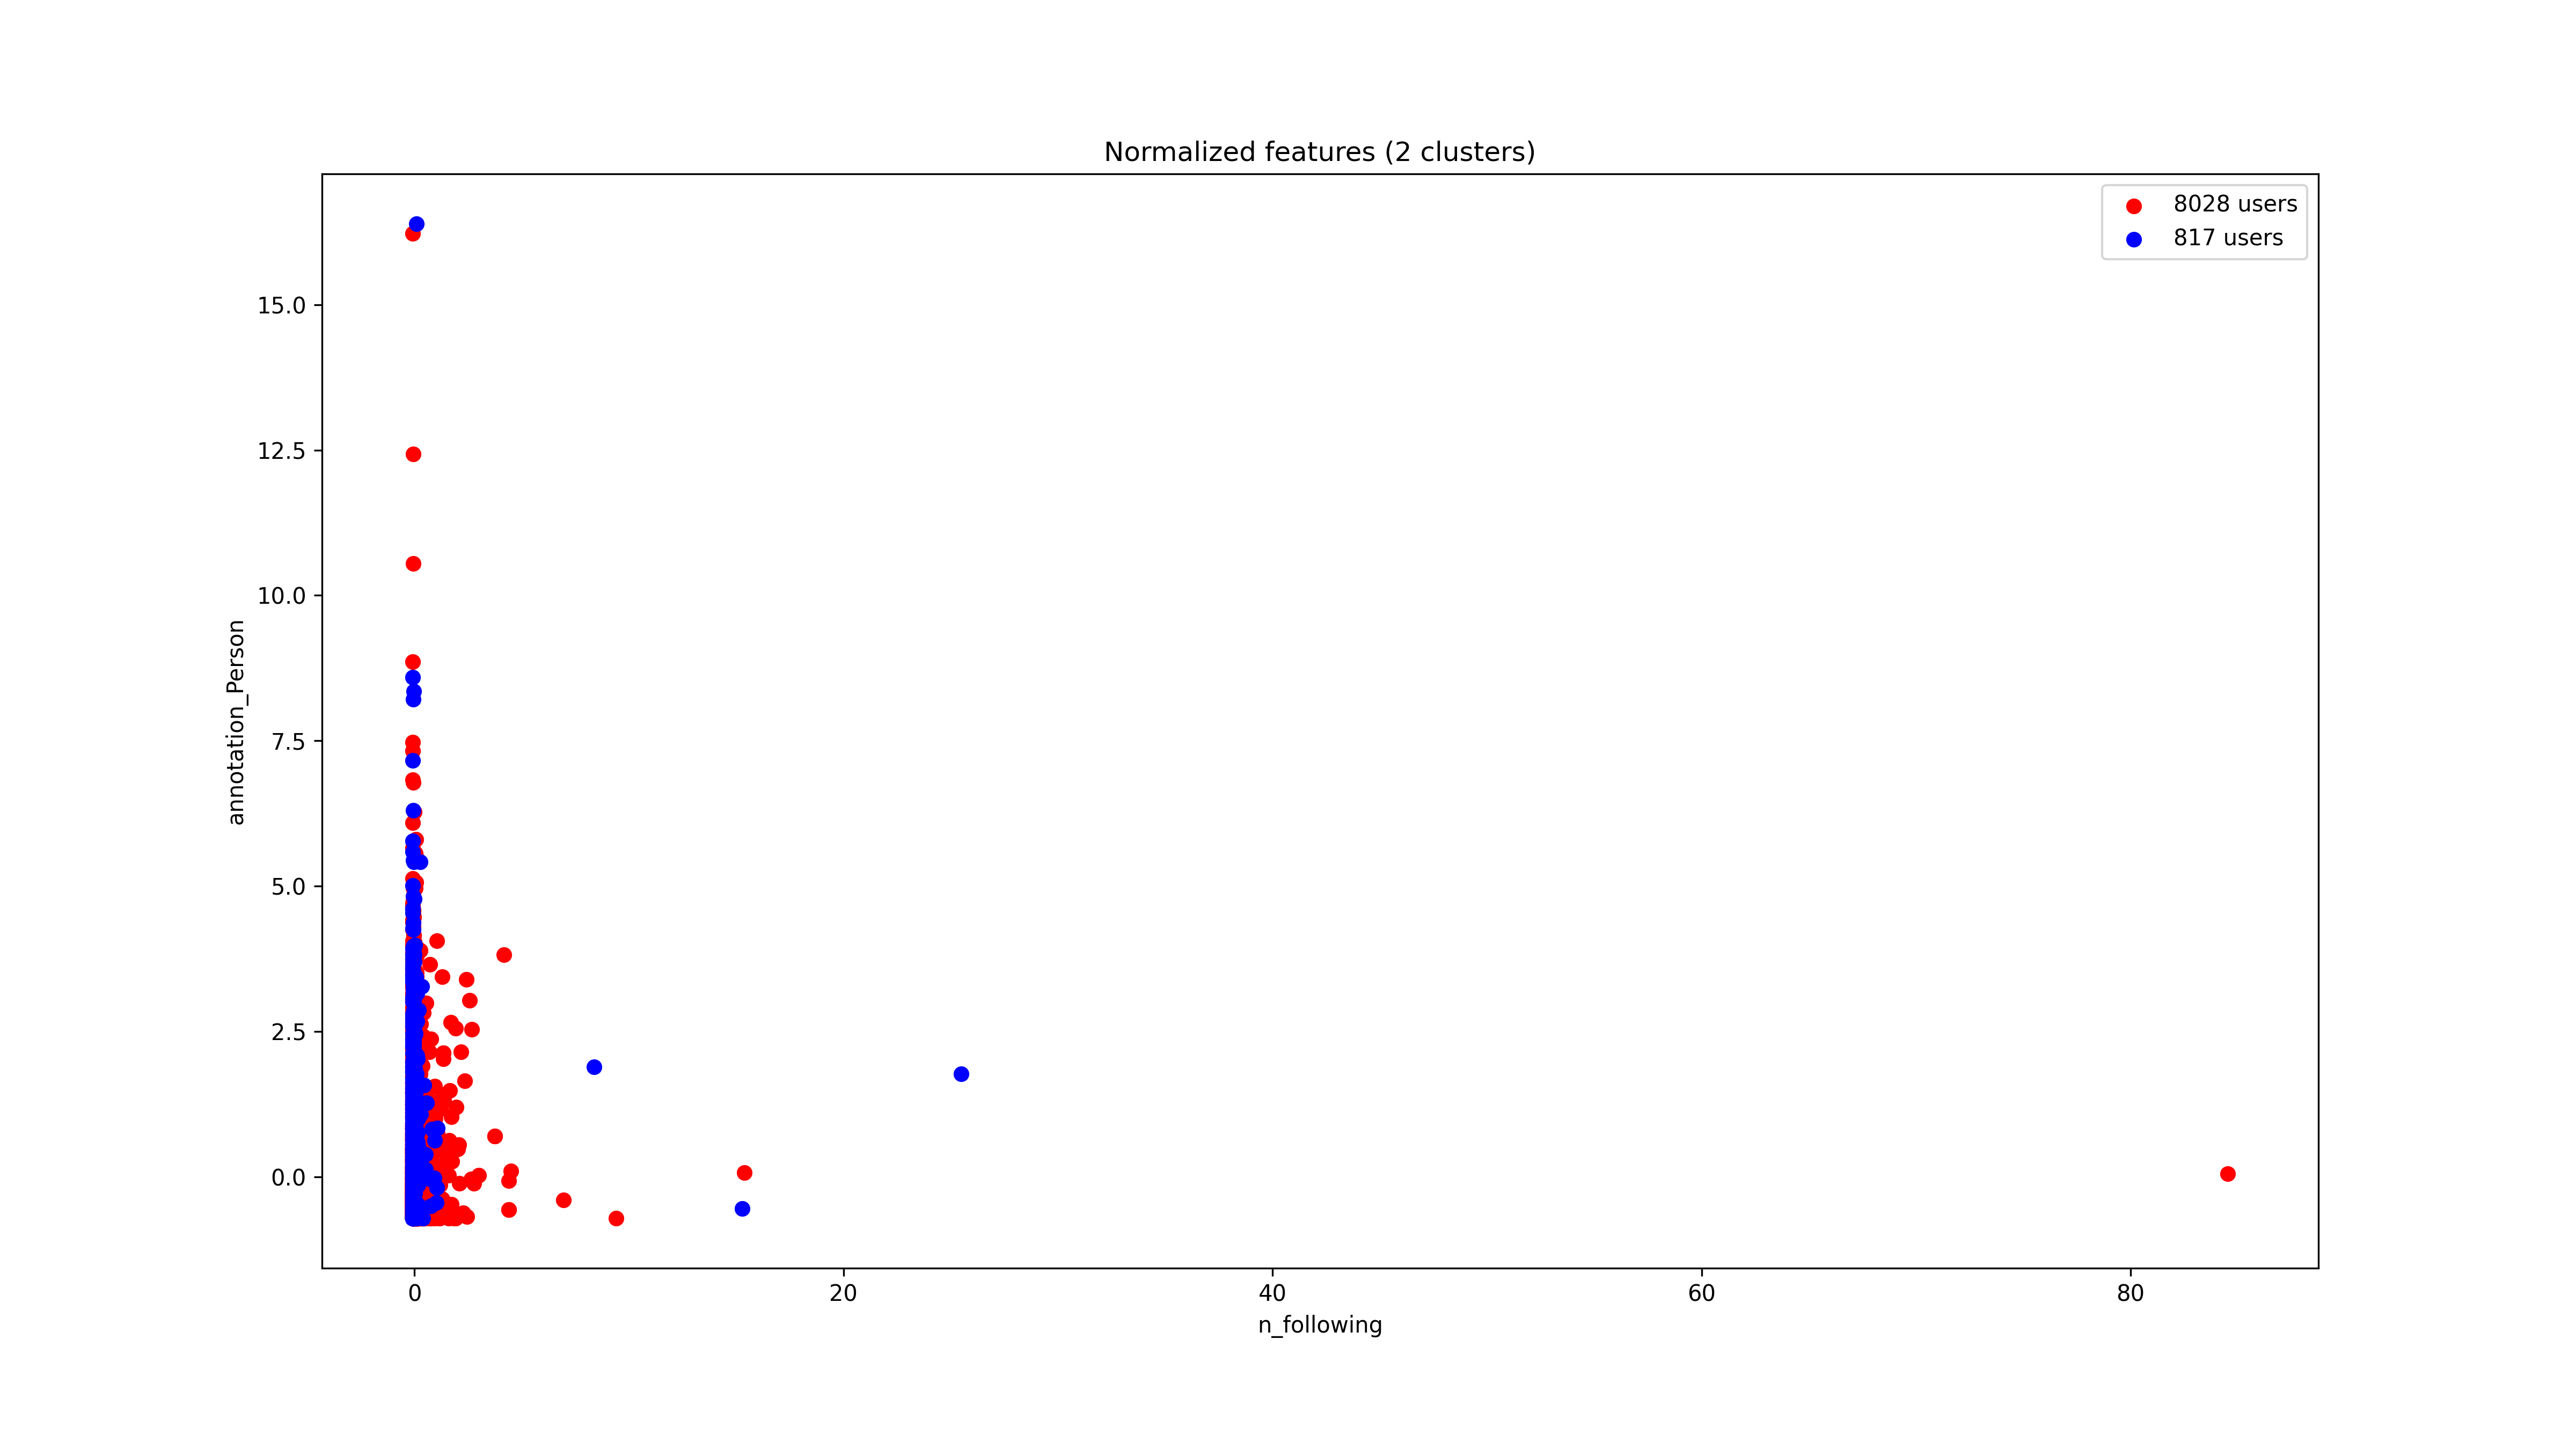 Normalized features (2 clusters)
8028 users
817 users
15.0
12.5
10.0
7.5
5.0
2.5
0.0
annotation_Person
0 20 40 60 80
n_following